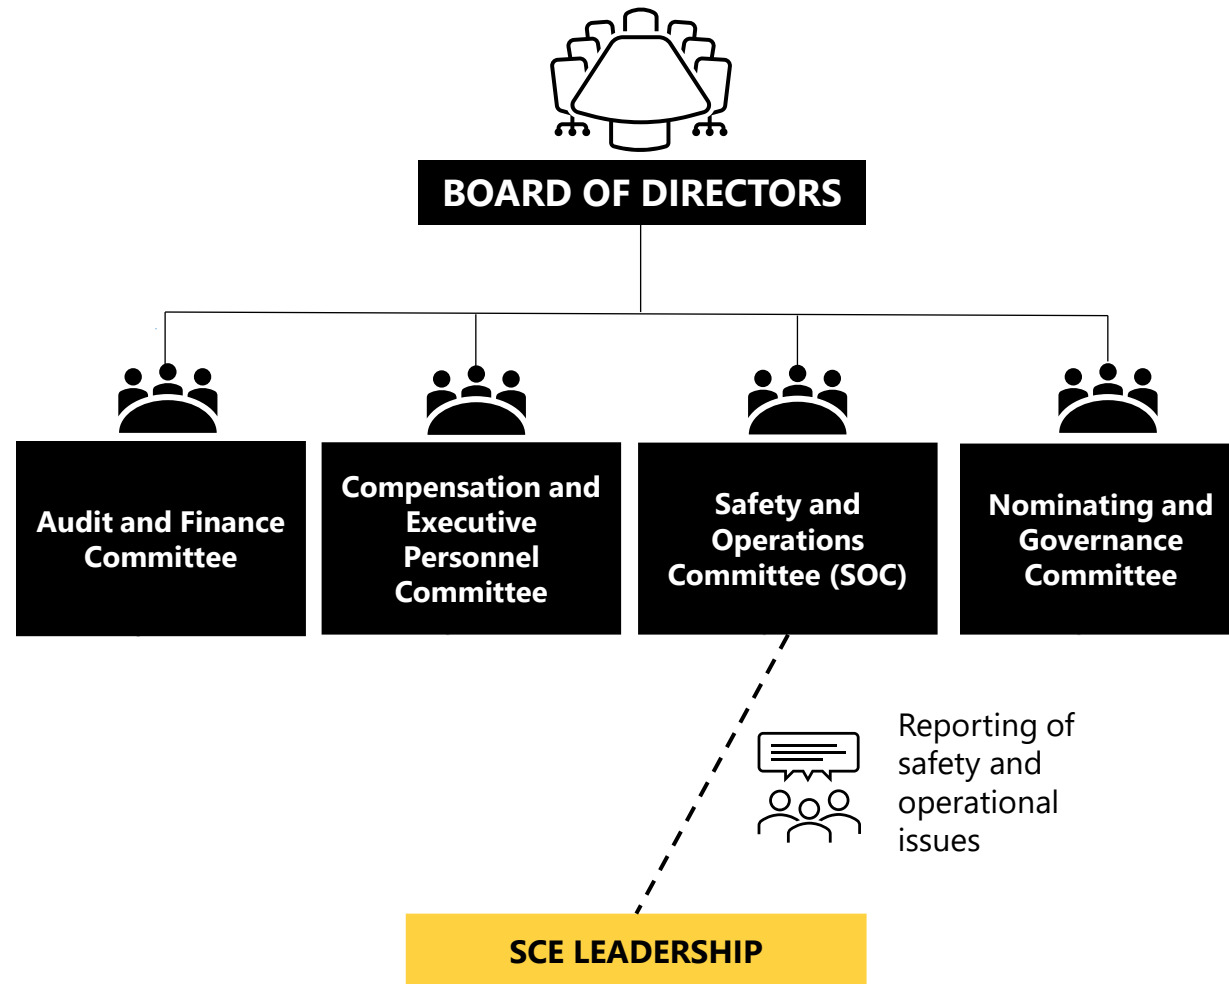 BOARD OF DIRECTORS
Audit and Finance
Committee
Compensation and
Executive
Personnel
Committee
Safety and
Operations
Committee (SOC)
Nominating and
Governance
Committee
Reporting of
safety and
operational
issues
SCE LEADERSHIP